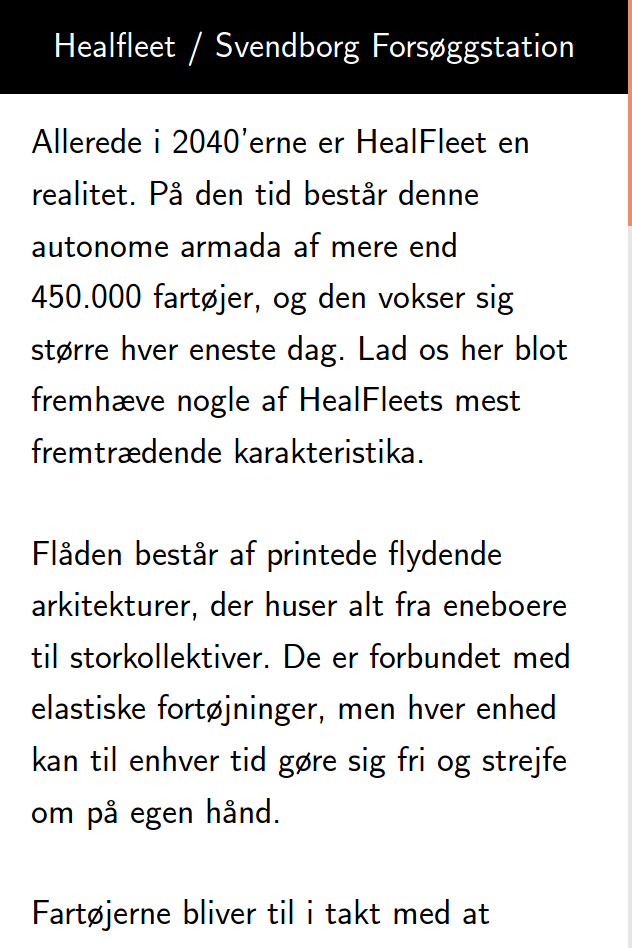 Healfleet / Svendborg Forsøggstation
Allerede i 2040'erne er HealFleet en
realitet. På den tid består denne
autonome armada af mere end
450.000 fartøjer, og den vokser sig
større hver eneste dag. Lad os her blot
fremhæve nogle af HealFleets mest
fremtrædende karakteristika.
Flåden består af printede flydende
arkitekturer, der huser alt fra eneboere
til storkollektiver. De er forbundet med
elastiske fortøjninger, men hver enhed
kan til enhver tid gøre sig fri og strejfe
om på egen hånd.
Fartøjerne bliver til i takt med at